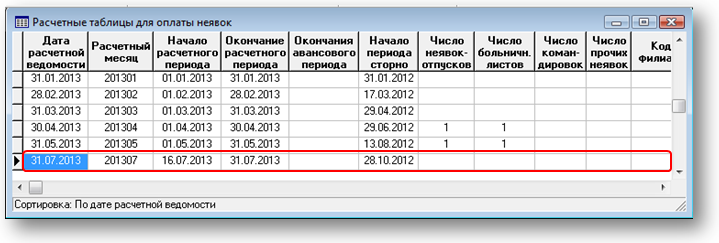 Расчетные таблицы для оплаты неявок
Дата расчетной ведомости Расчетный месяц Начало расчетного периода Окончание расчетного периода Окончания авансового периода Начало периода сторно Число неявок-отпусков Число больничн. листов Число коман-дировок Число прочих неявок Код филиа
31.01.2013 201301 01.01.2013 31.01.2013 31.01.2012
28.02.2013 201302 01.02.2013 28.02.2013 17.03.2012
31.03.2013 201303 01.03.2013 31.03.2013 29.04.2012
30.04.2013 201304 01.04.2013 30.04.2013 29.06.2012 1 1
31.05.2013 201305 01.05.2013 31.05.2013 13.08.2012 1 1
31.07.2013 201307 16.07.2013 31.07.2013 28.10.2012
Сортировка: По дате расчетной ведомости